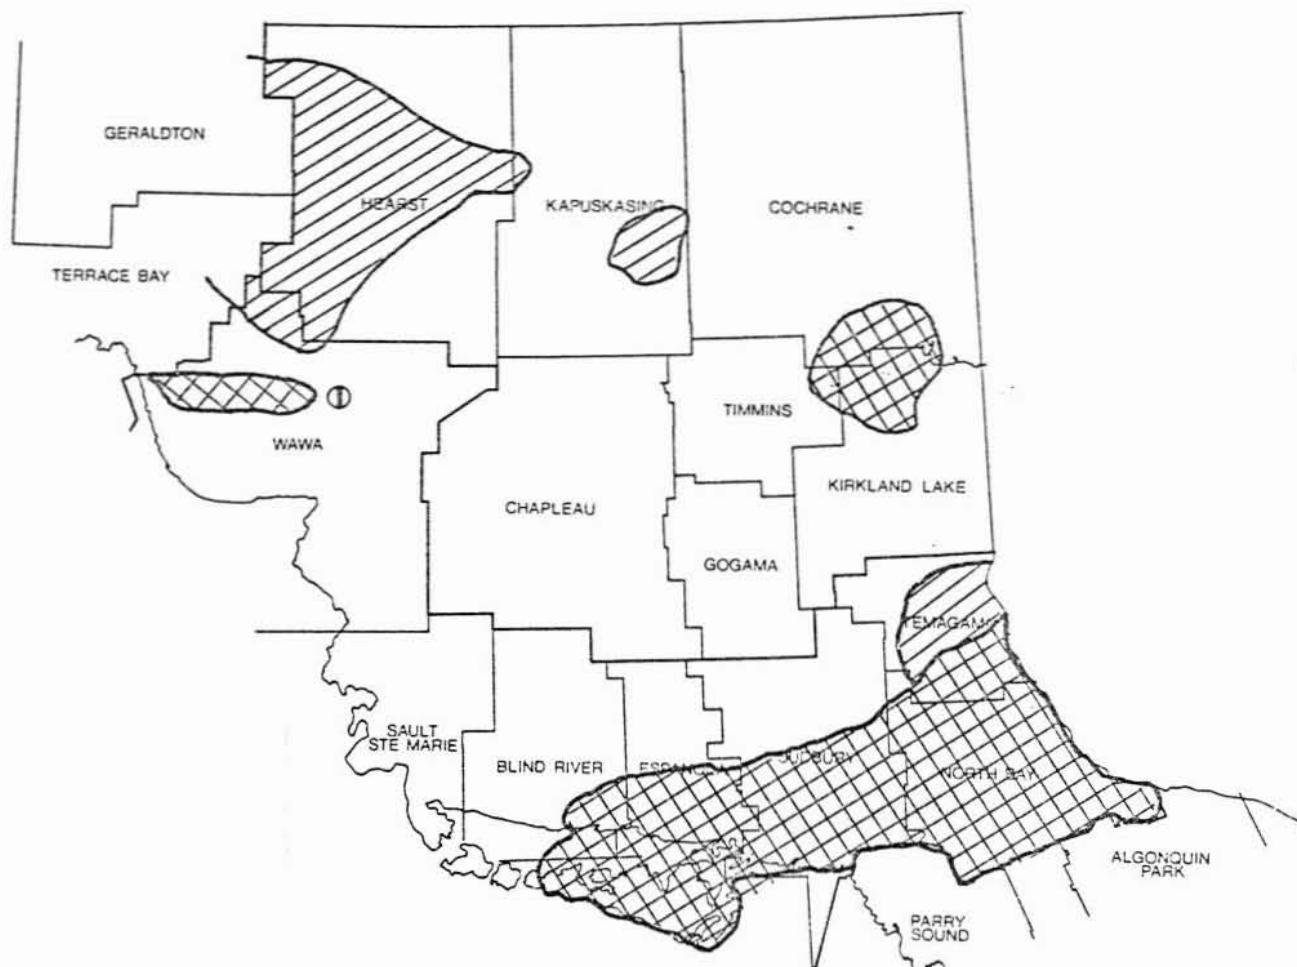 GERALDTON
HEARST
KAPUSKASING
COCHRANE
TERRACE BAY
TIMMINS
WAWA
KIRKLAND LAKE
CHAPLEAU
GOGAMA
TEMAGAMI
SAULT
STE MARIE
BLIND RIVER
ESPANOLA
SUDBURY
NORTH BAY
ALGONQUIN
PARK
PARRY
SOUND